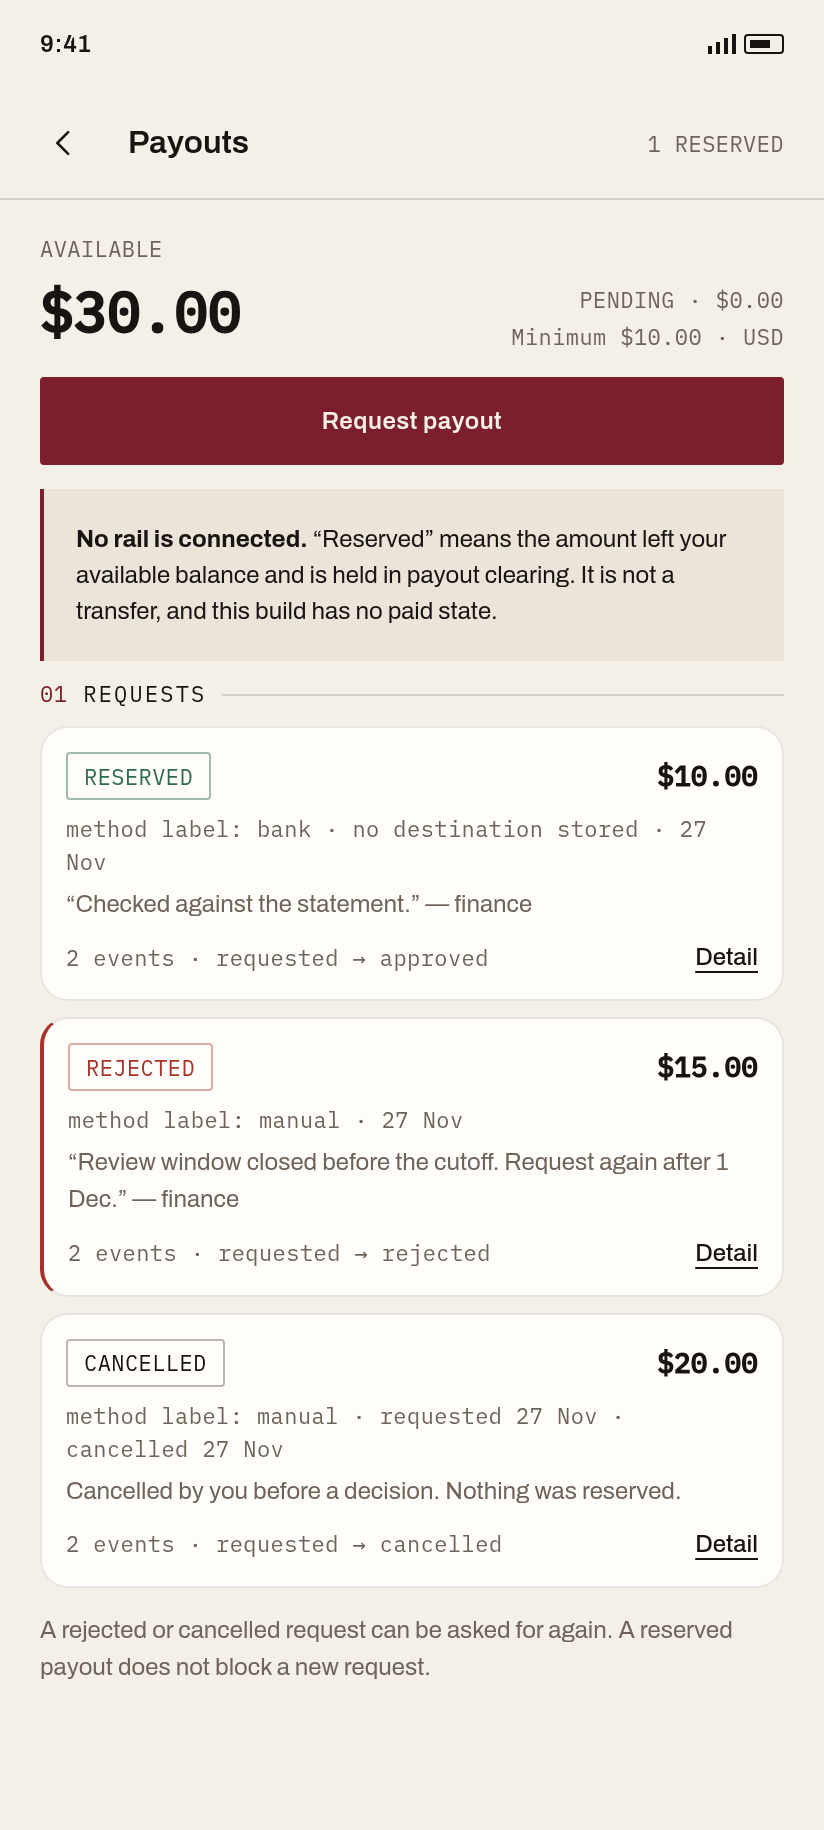 9:41
Payouts
1 RESERVED
AVAILABLE
$30.00
PENDING · $0.00
Minimum $10.00 · USD
Request payout
No rail is connected. “Reserved” means the amount left your
available balance and is held in payout clearing. It is not a
transfer, and this build has no paid state.
01 REQUESTS
RESERVED
$10.00
method label: bank · no destination stored · 27
Nov
“Checked against the statement.” — finance
2 events · requested → approved
Detail
REJECTED
$15.00
method label: manual · 27 Nov
“Review window closed before the cutoff. Request again after 1
Dec.” — finance
2 events · requested → rejected
Detail
CANCELLED
$20.00
method label: manual · requested 27 Nov ·
cancelled 27 Nov
Cancelled by you before a decision. Nothing was reserved.
2 events · requested → cancelled
Detail
A rejected or cancelled request can be asked for again. A reserved
payout does not block a new request.